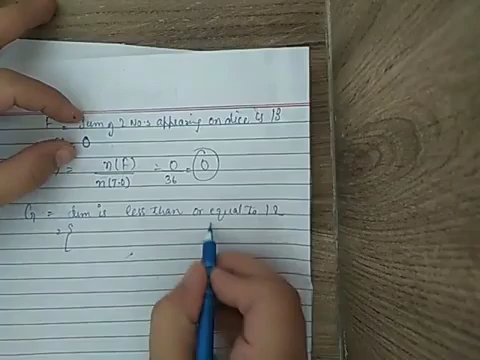 F = Sum of 2 No.s appearing on dice is 13
0
= n(F) / n(T.O) = 0/36 = 0
G = Sum is less than or equal to 12
= {